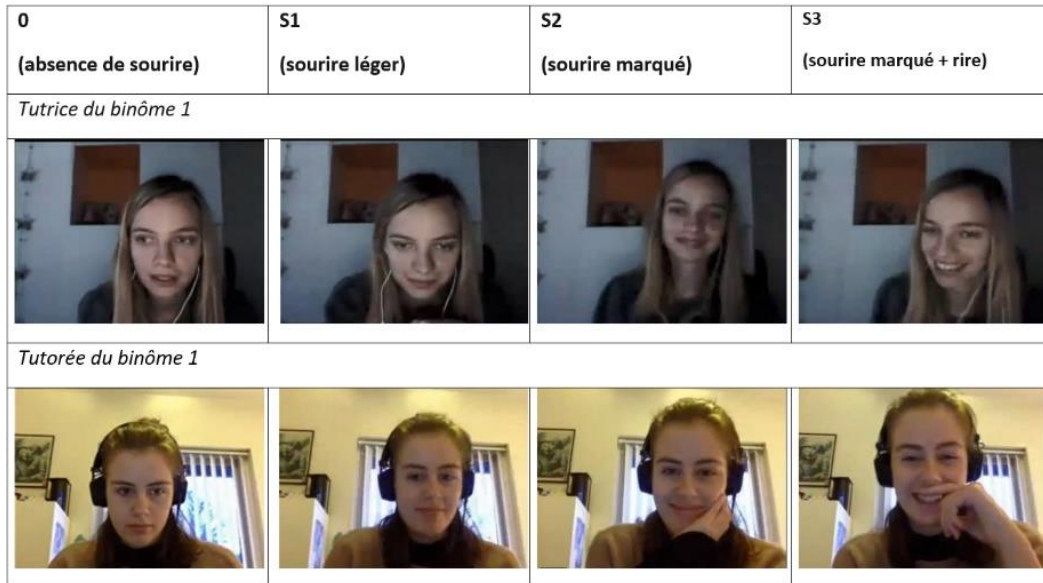 0
(absence de sourire)
S1
(sourire léger)
S2
(sourire marqué)
S3
(sourire marqué + rire)
Tutrice du binôme 1
Tutorée du binôme 1